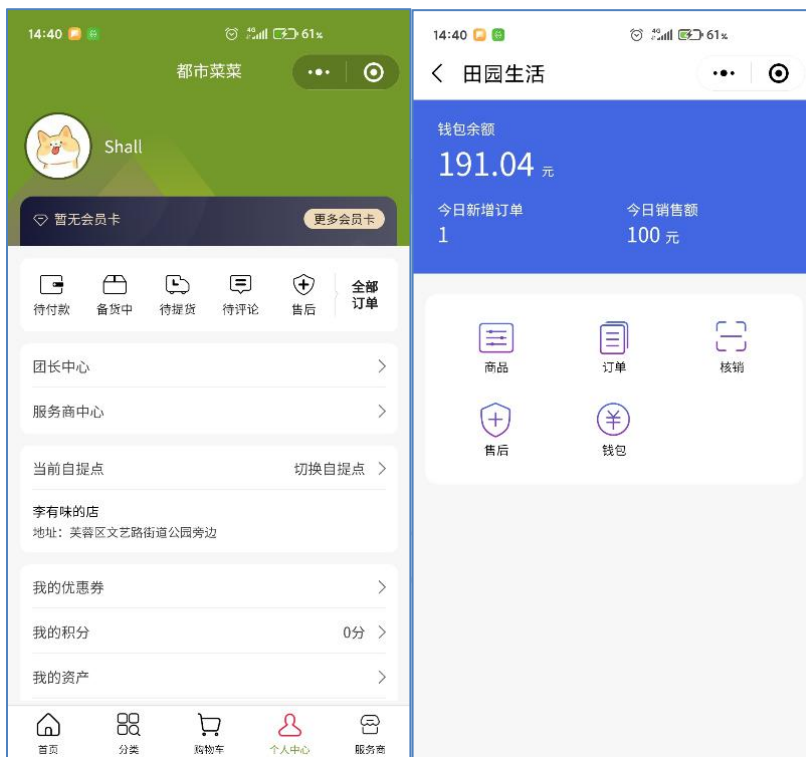 14:40
4G
61%
都市菜菜
Shall
暂无会员卡
更多会员卡
待付款
备货中
待提货
待评论
售后
全部
订单
团长中心
服务商中心
当前自提点
切换自提点
李有味的店
地址：芙蓉区文艺路街道公园旁边
我的优惠券
我的积分
0分
我的资产
首页
分类
购物车
个人中心
服务商
14:40
4G
61%
田园生活
钱包余额
191.04 元
今日新增订单
今日销售额
1
100 元
商品
订单
核销
售后
钱包